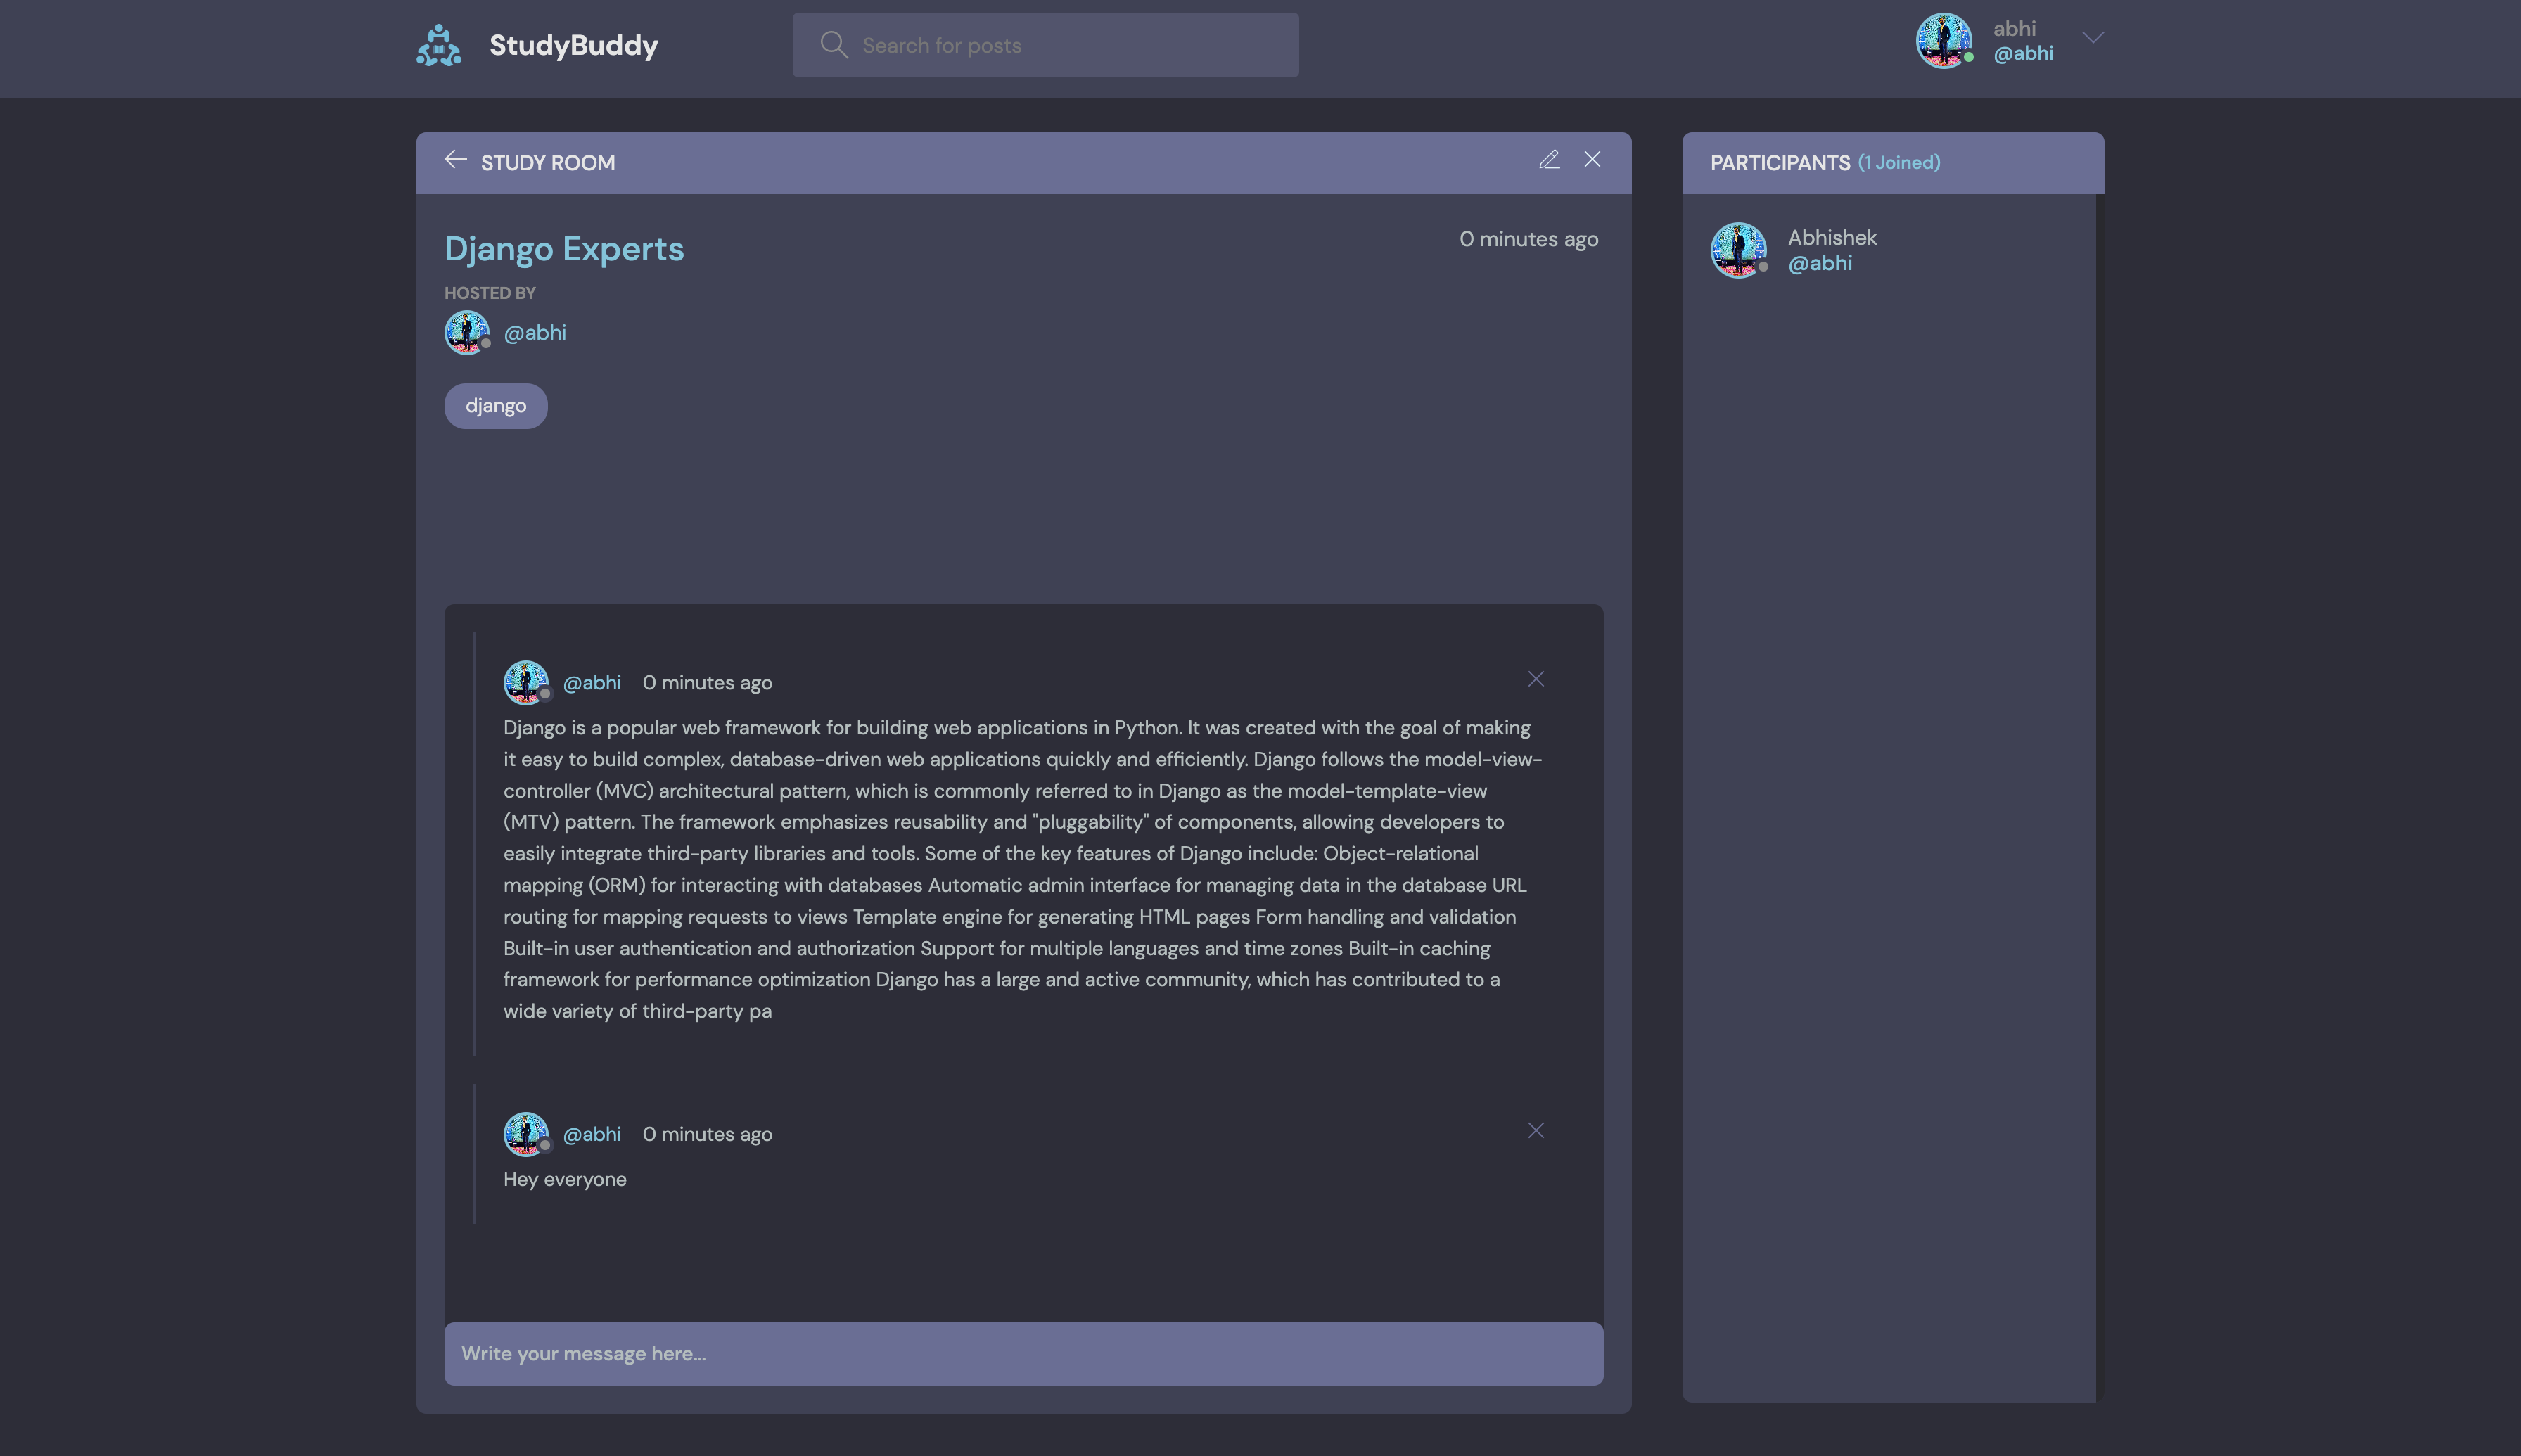 StudyBuddy
Search for posts
abhi
@abhi
STUDY ROOM
Django Experts
0 minutes ago
HOSTED BY
@abhi
django
@abhi 0 minutes ago
Django is a popular web framework for building web applications in Python. It was created with the goal of making
it easy to build complex, database-driven web applications quickly and efficiently. Django follows the model-view-
controller (MVC) architectural pattern, which is commonly referred to in Django as the model-template-view
(MTV) pattern. The framework emphasizes reusability and "pluggability" of components, allowing developers to
easily integrate third-party libraries and tools. Some of the key features of Django include: Object-relational
mapping (ORM) for interacting with databases Automatic admin interface for managing data in the database URL
routing for mapping requests to views Template engine for generating HTML pages Form handling and validation
Built-in user authentication and authorization Support for multiple languages and time zones Built-in caching
framework for performance optimization Django has a large and active community, which has contributed to a
wide variety of third-party pa
@abhi 0 minutes ago
Hey everyone
Write your message here...
PARTICIPANTS (1 Joined)
Abhishek
@abhi